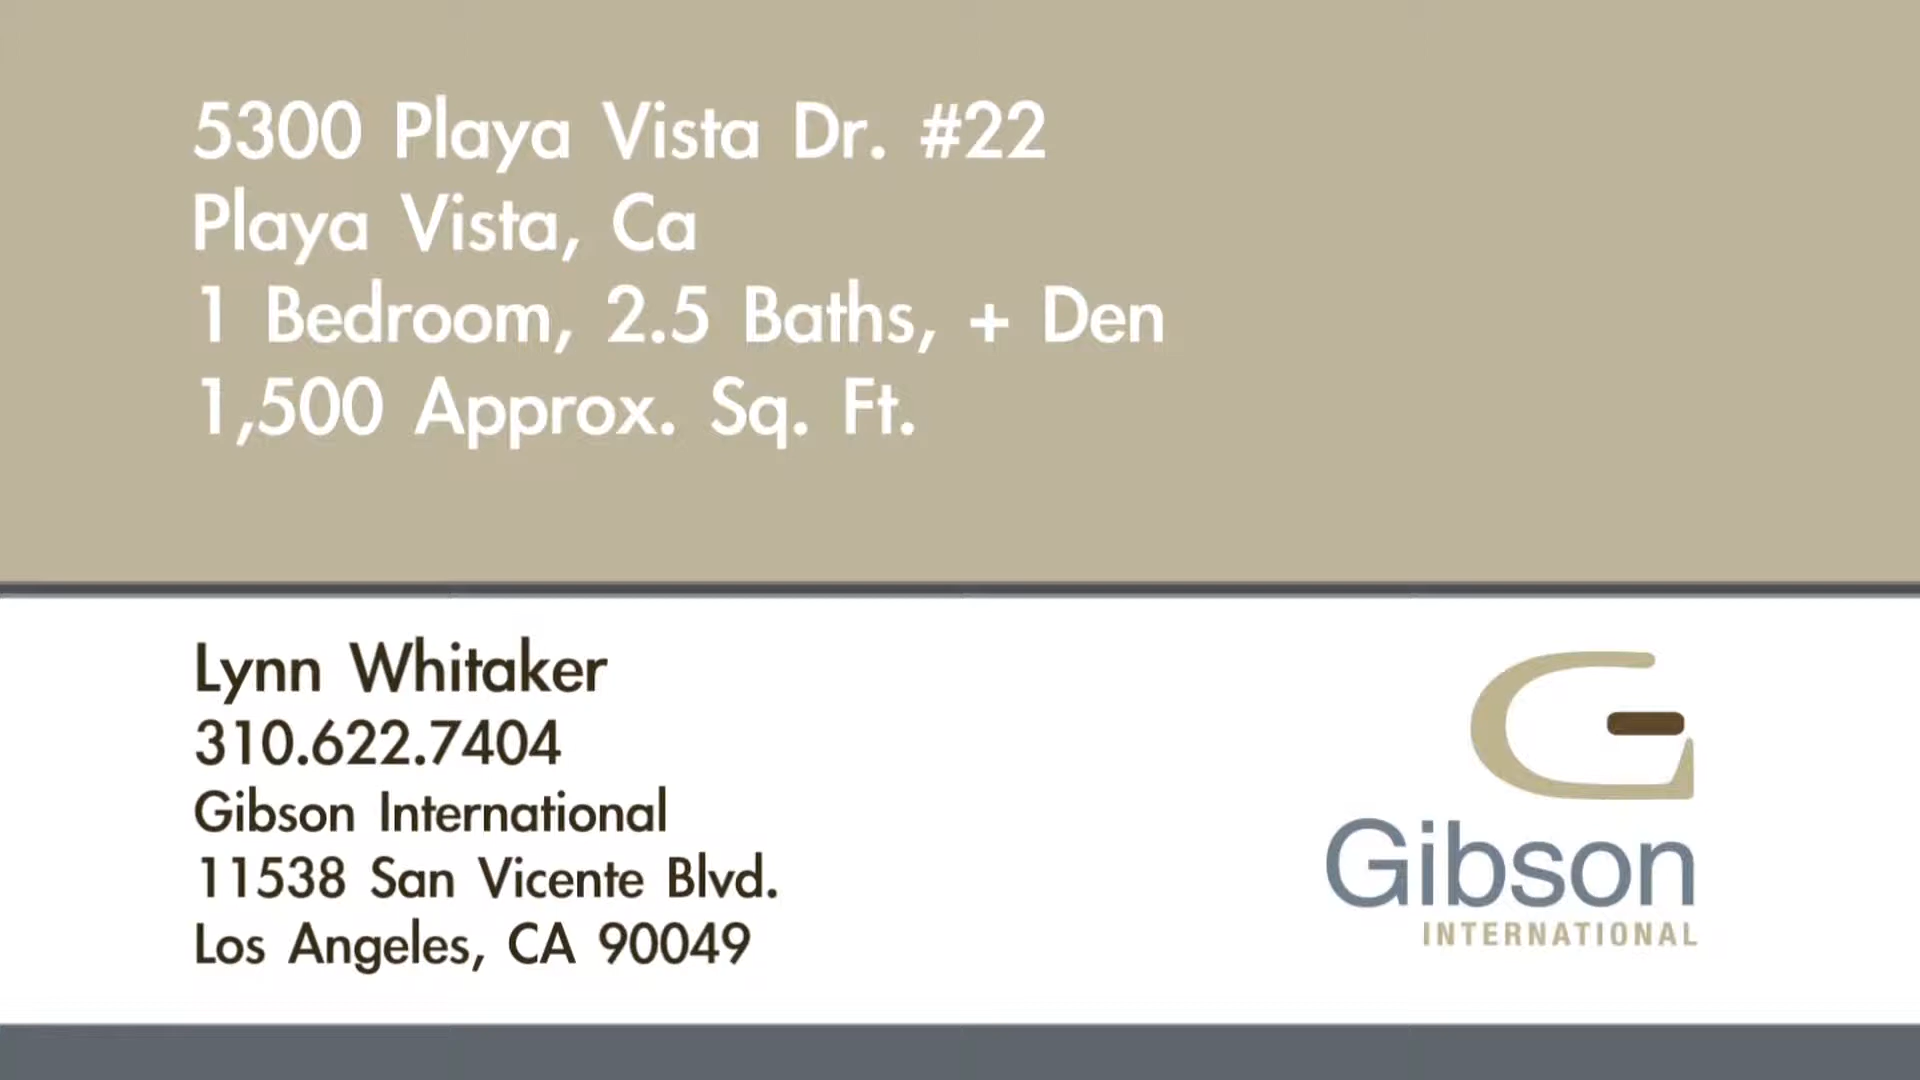 5300 Playa Vista Dr. #22
Playa Vista, Ca
1 Bedroom, 2.5 Baths, + Den
1,500 Approx. Sq. Ft.
Lynn Whitaker
310.622.7404
Gibson International
11538 San Vicente Blvd.
Los Angeles, CA 90049
G
Gibson
INTERNATIONAL